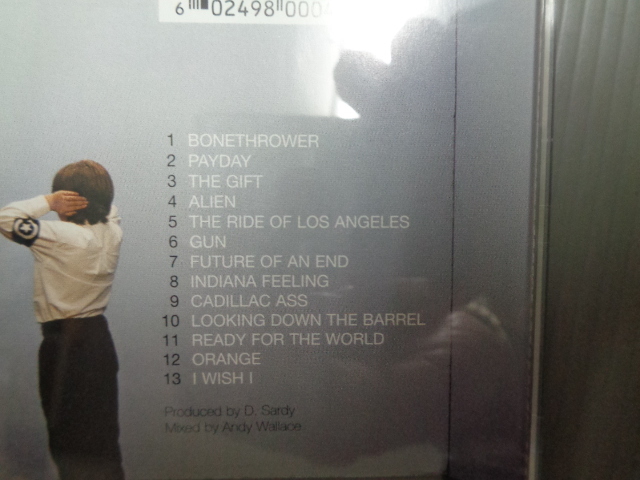 6 02498 000
1 BONETHROWER
2 PAYDAY
3 THE GIFT
4 ALIEN
5 THE RIDE OF LOS ANGELES
6 GUN
7 FUTURE OF AN END
8 INDIANA FEELING
9 CADILLAC ASS
10 LOOKING DOWN THE BARREL
11 READY FOR THE WORLD
12 ORANGE
13 I WISH I
Produced by D. Sardy
Mixed by Andy Wallace